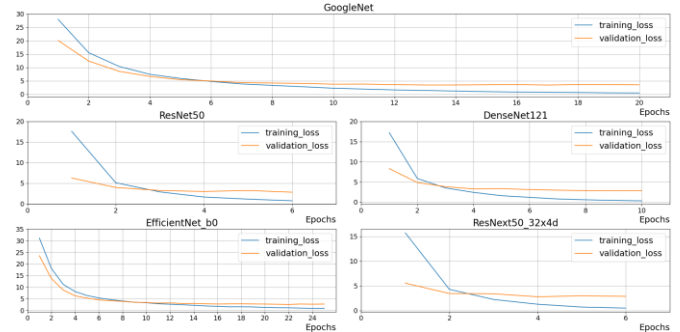 GoogleNet
30
25
20
15
10
5
0
training_loss
validation_loss
0 2 4 6 8 10 12 14 16 18 20
Epochs
ResNet50
20
15
10
5
0
training_loss
validation_loss
0 2 4 6
Epochs
DenseNet121
20
15
10
5
0
training_loss
validation_loss
0 2 4 6 8 10
Epochs
EfficientNet_b0
35
30
25
20
15
10
5
0
training_loss
validation_loss
0 1 2 4 6 8 10 12 14 16 18 20 22 24
Epochs
ResNext50_32x4d
15
10
5
0
training_loss
validation_loss
0 2 4 6
Epochs